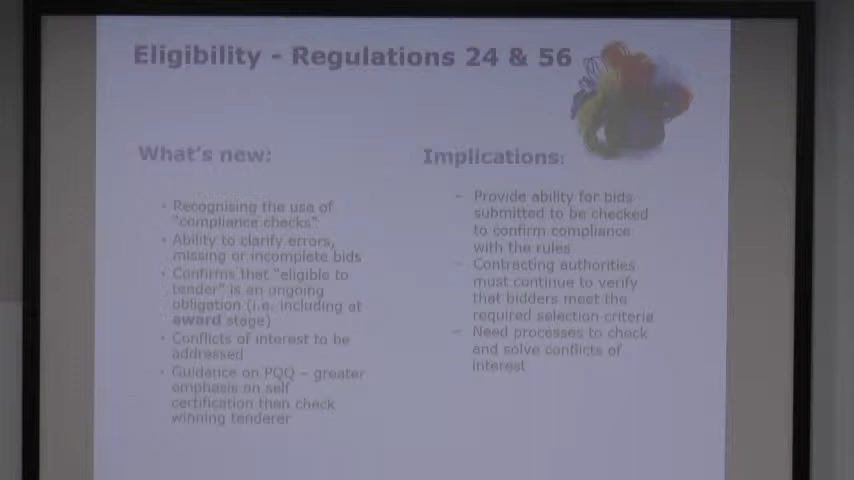 Eligibility - Regulations 24 & 56
What's new:
• Recognising the use of
"compliance checks"
• Ability to clarify errors,
missing or incomplete bids
• Confirms that "eligible to
tender" is an ongoing
obligation (i.e. including at
award stage)
• Conflicts of interest to be
addressed
• Guidance on PQQ – greater
emphasis on self
certification then check
winning tenderer
Implications:
– Provide ability for bids
submitted to be checked
to confirm compliance
with the rules
– Contracting authorities
must continue to verify
that bidders meet the
required selection criteria
– Need processes to check
and solve conflicts of
interest